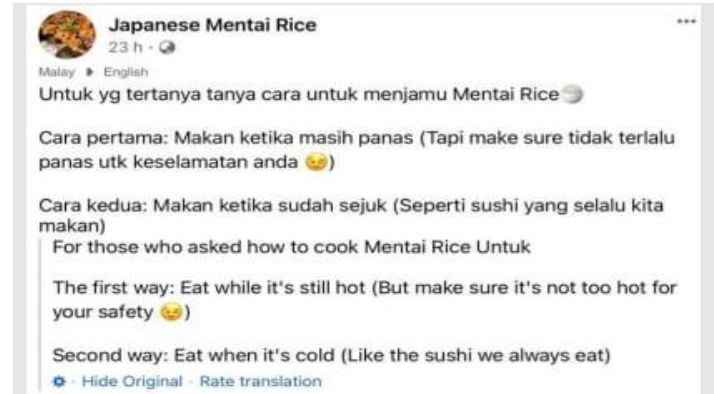 Japanese Mentai Rice
23 h ·
Malay ▸ English
Untuk yg tertanya tanya cara untuk menjamu Mentai Rice🍚
Cara pertama: Makan ketika masih panas (Tapi make sure tidak terlalu
panas utk keselamatan anda 😉)
Cara kedua: Makan ketika sudah sejuk (Seperti sushi yang selalu kita
makan)
For those who asked how to cook Mentai Rice Untuk
The first way: Eat while it's still hot (But make sure it's not too hot for
your safety 😉)
Second way: Eat when it's cold (Like the sushi we always eat)
· Hide Original · Rate translation